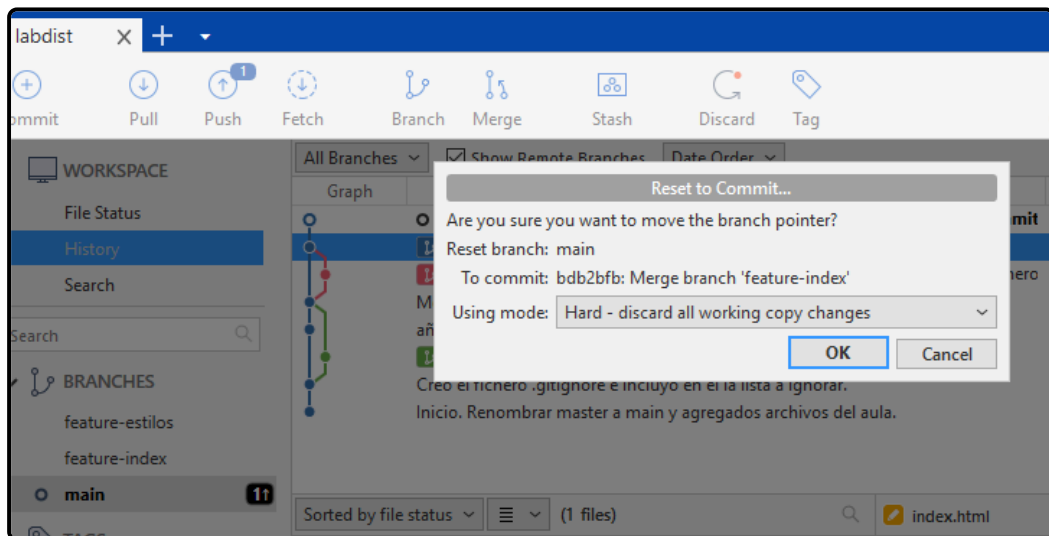 labdist
1
ommit Pull Push Fetch Branch Merge Stash Discard Tag
WORKSPACE
File Status
History
Search
Search
BRANCHES
feature-estilos
feature-index
main 1↑
All Branches Show Remote Branches Date Order
Graph
mit
Reset to Commit...
Are you sure you want to move the branch pointer?
Reset branch: main
To commit: bdb2bfb: Merge branch 'feature-index'
Using mode: Hard - discard all working copy changes
OK Cancel
nero
M
añ
Creo el fichero .gitignore e incluyo en él la lista a ignorar.
Inicio. Renombrar master a main y agregados archivos del aula.
Sorted by file status (1 files)
index.html